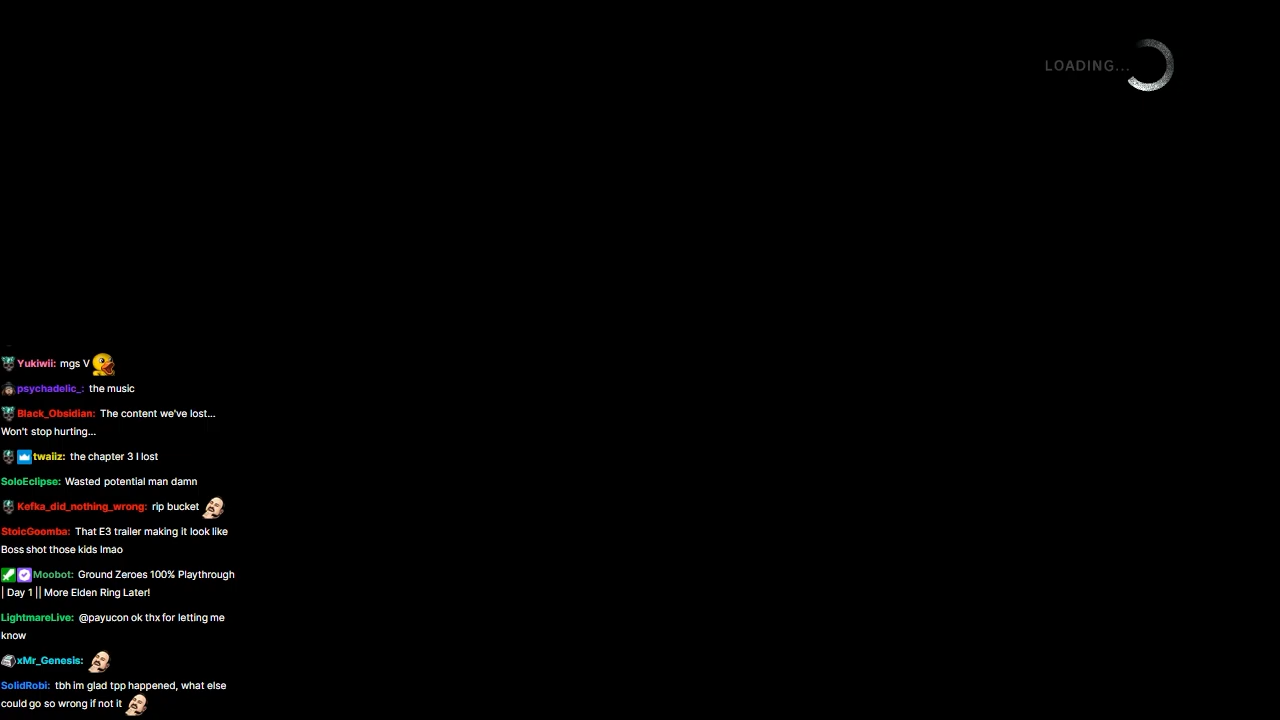 LOADING...
Yukiwii: mgs V
psychadelic_: the music
Black_Obsidian: The content we've lost...
Won't stop hurting...
twaiiz: the chapter 3 I lost
SoloEclipse: Wasted potential man damn
Kefka_did_nothing_wrong: rip bucket
StoicGoomba: That E3 trailer making it look like
Boss shot those kids lmao
Moobot: Ground Zeroes 100% Playthrough
| Day 1 || More Elden Ring Later!
LightmareLive: @payucon ok thx for letting me
know
xMr_Genesis:
SolidRobi: tbh im glad tpp happened, what else
could go so wrong if not it